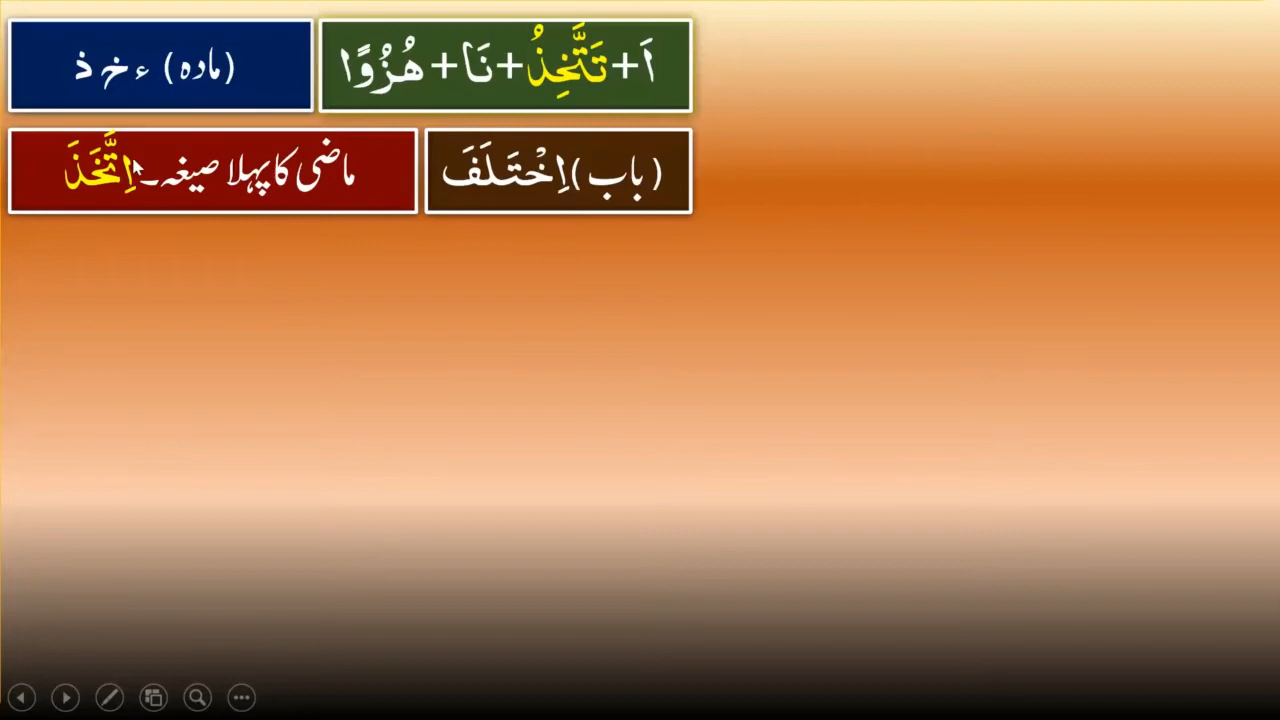 اَ+تَتَّخِذُ+نَا+هُزُوًا
(مادہ) ء خ ذ
(باب)اِخْتَلَفَ
ماضی کا پہلا صیغہ۔اِتَّخَذَ